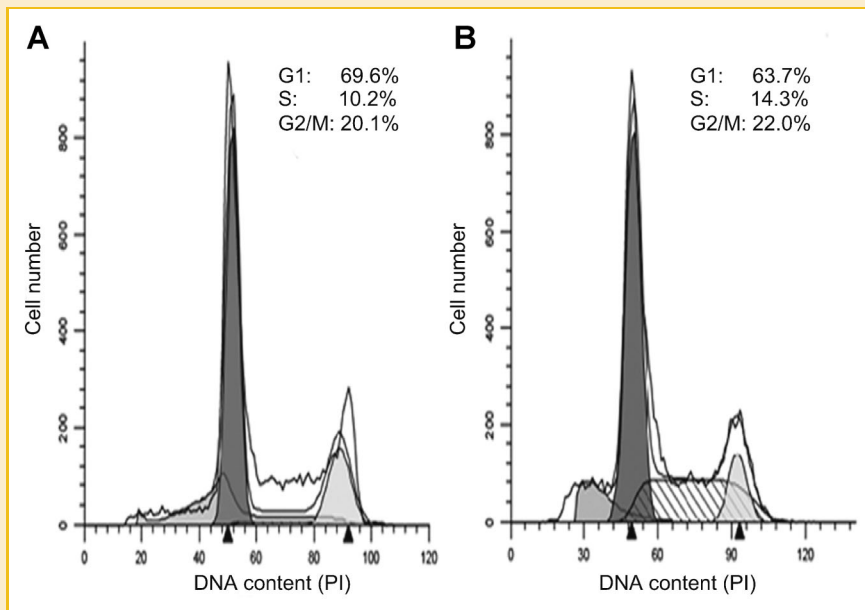 A
G1: 69.6%
S: 10.2%
G2/M: 20.1%
Cell number
800
600
400
200
0
0 20 40 60 80 100 120
DNA content (PI)
B
G1: 63.7%
S: 14.3%
G2/M: 22.0%
Cell number
800
600
400
200
0
0 30 60 90 120
DNA content (PI)